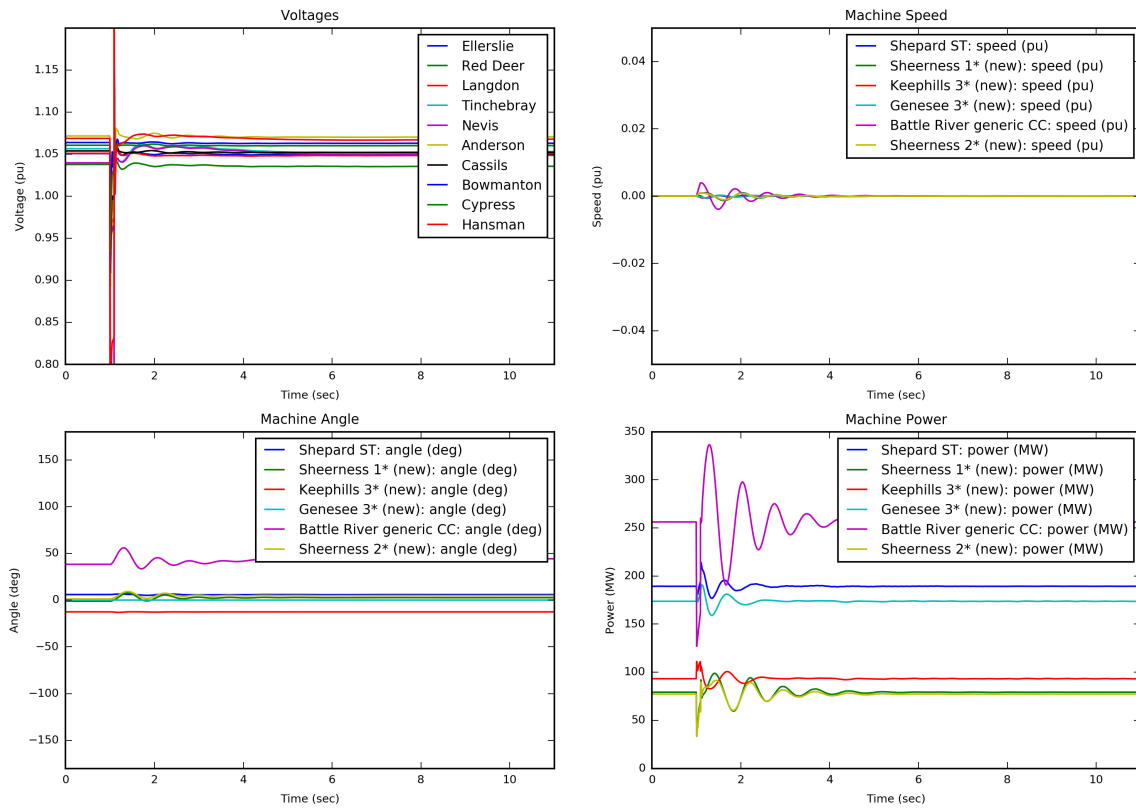 Voltages
1.15
1.10
1.05
1.00
0.95
0.90
0.85
0.80
Voltage (pu)
Ellerslie
Red Deer
Langdon
Tinchebray
Nevis
Anderson
Cassils
Bowmanton
Cypress
Hansman
0 2 4 6 8 10
Time (sec)
Machine Speed
0.04
0.02
0.00
−0.02
−0.04
Speed (pu)
Shepard ST: speed (pu)
Sheerness 1* (new): speed (pu)
Keephills 3* (new): speed (pu)
Genesee 3* (new): speed (pu)
Battle River generic CC: speed (pu)
Sheerness 2* (new): speed (pu)
0 2 4 6 8 10
Time (sec)
Machine Angle
150
100
50
0
−50
−100
−150
Angle (deg)
Shepard ST: angle (deg)
Sheerness 1* (new): angle (deg)
Keephills 3* (new): angle (deg)
Genesee 3* (new): angle (deg)
Battle River generic CC: angle (deg)
Sheerness 2* (new): angle (deg)
0 2 4 6 8 10
Time (sec)
Machine Power
350
300
250
200
150
100
50
0
Power (MW)
Shepard ST: power (MW)
Sheerness 1* (new): power (MW)
Keephills 3* (new): power (MW)
Genesee 3* (new): power (MW)
Battle River generic CC: power (MW)
Sheerness 2* (new): power (MW)
0 2 4 6 8 10
Time (sec)